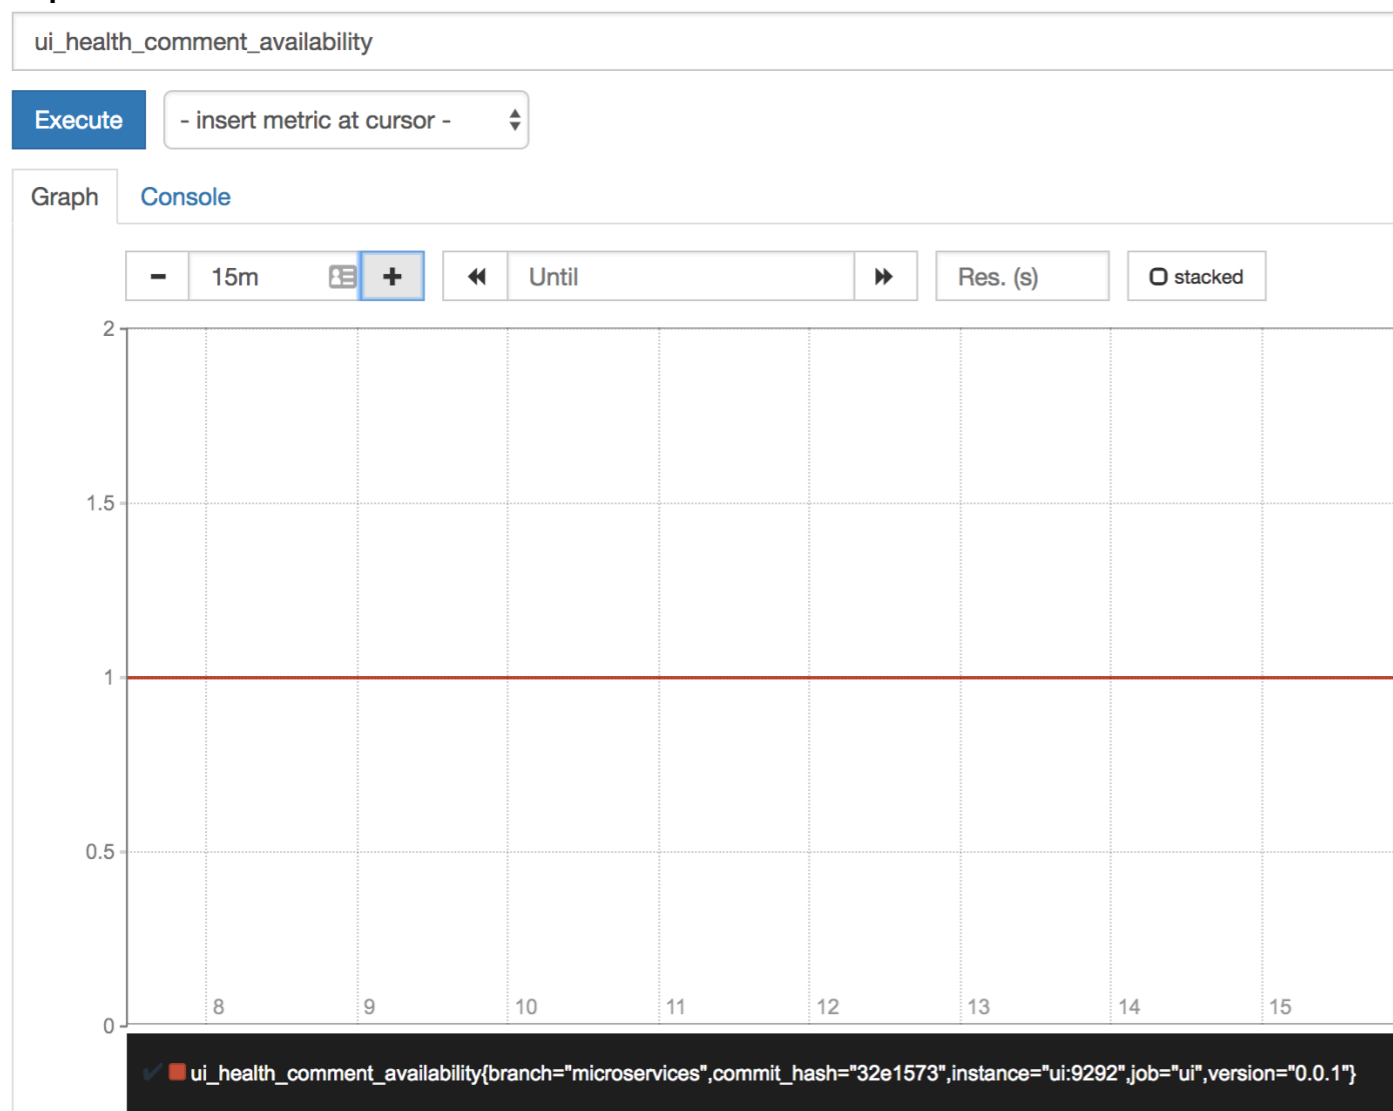 ui_health_comment_availability
Execute
- insert metric at cursor -
Graph
Console
15m
Until
Res. (s)
stacked
2
1.5
1
0.5
0
8 9 10 11 12 13 14 15
ui_health_comment_availability{branch="microservices",commit_hash="32e1573",instance="ui:9292",job="ui",version="0.0.1"}